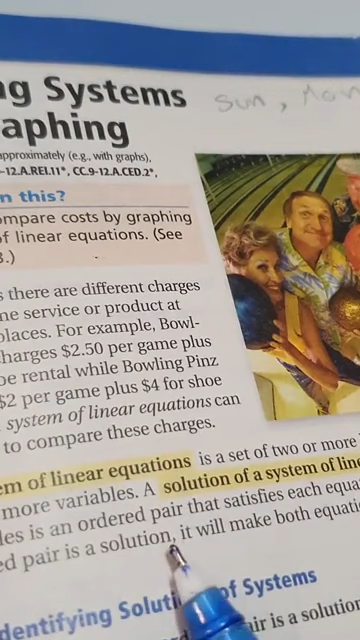 ng Systems
Sun, Mon
aphing
approximately (e.g., with graphs),
-12.A.REI.11*, CC.9-12.A.CED.2*,
n this?
ompare costs by graphing
of linear equations. (See
3.)
s there are different charges
ne service or product at
places. For example, Bowl-
harges $2.50 per game plus
oe rental while Bowling Pinz
$2 per game plus $4 for shoe
system of linear equations can
to compare these charges.
em of linear equations is a set of two or more
more variables. A solution of a system of line
les is an ordered pair that satisfies each equa
ed pair is a solution, it will make both equati
dentifying Soluti of Systems
air is a solution